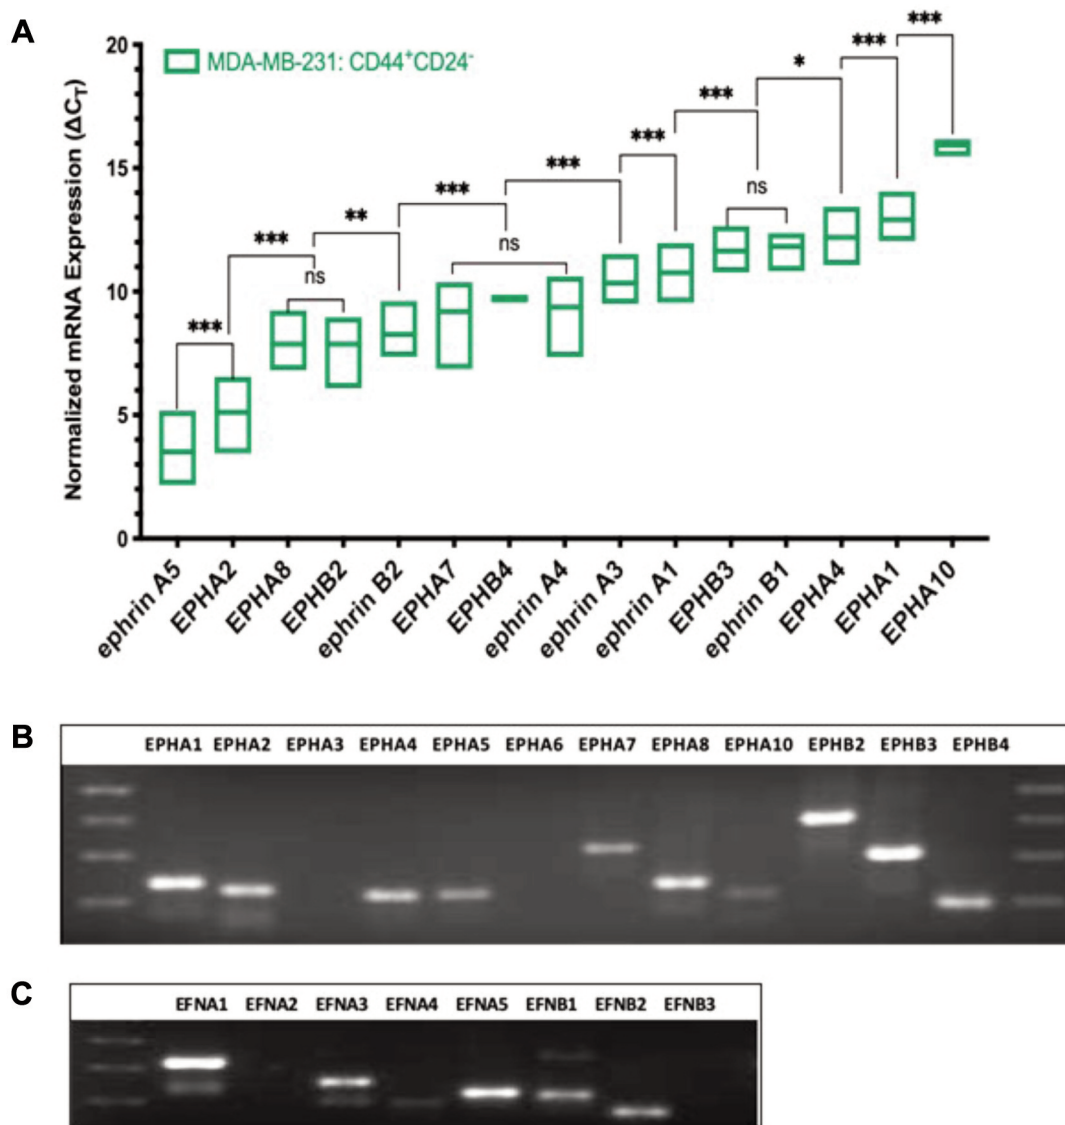 A
20
MDA-MB-231: CD44⁺CD24⁻
***
***
*
***
***
***
***
**
***
***
ns
ns
ns
15
10
5
0
Normalized mRNA Expression (ΔC_T)
ephrin A5 EPHA2 EPHA8 EPHB2 ephrin B2 EPHA7 EPHB4 ephrin A4 ephrin A3 ephrin A1 EPHB3 ephrin B1 EPHA4 EPHA1 EPHA10
B
EPHA1 EPHA2 EPHA3 EPHA4 EPHA5 EPHA6 EPHA7 EPHA8 EPHA10 EPHB2 EPHB3 EPHB4
C
EFNA1 EFNA2 EFNA3 EFNA4 EFNA5 EFNB1 EFNB2 EFNB3